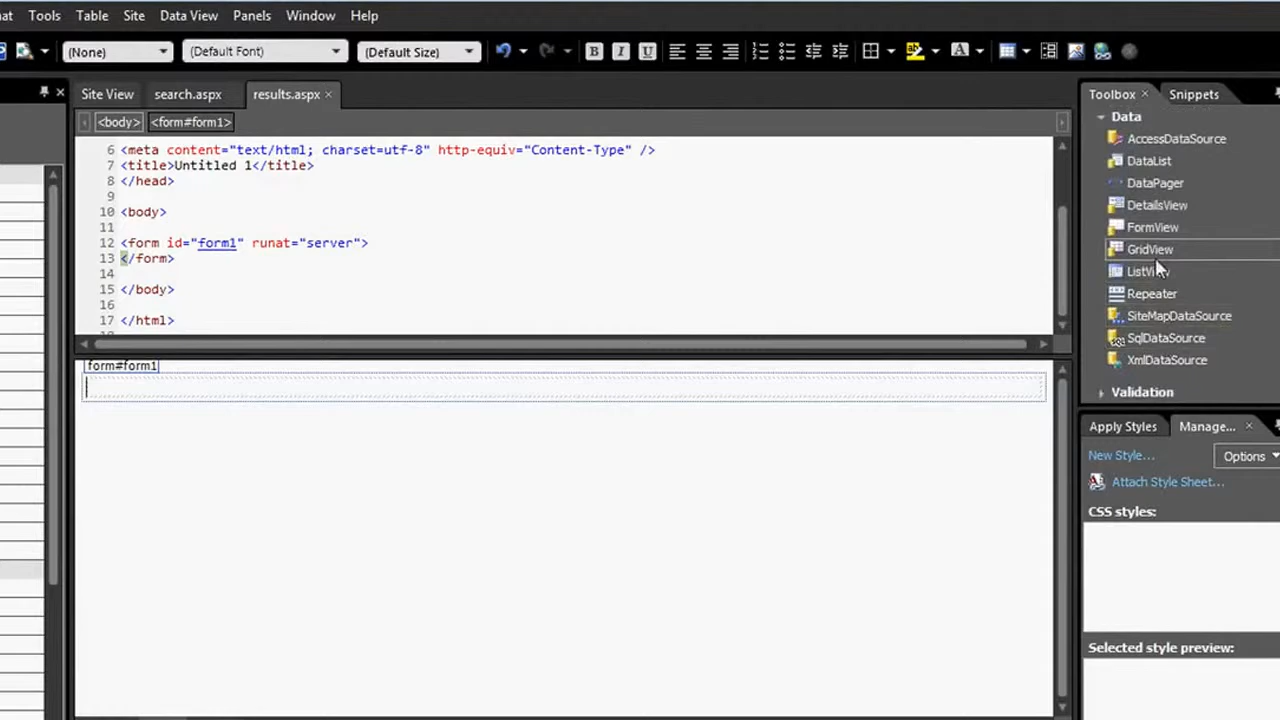 at Tools Table Site Data View Panels Window Help
(None) (Default Font) (Default Size) B I U A
Site View search.aspx results.aspx ×
<body> <form#form1>
6 <meta content="text/html; charset=utf-8" http-equiv="Content-Type" />
7 <title>Untitled 1</title>
8 </head>
9
10 <body>
11
12 <form id="form1" runat="server">
13 </form>
14
15 </body>
16
17 </html>
form#form1
Toolbox × Snippets
Data
AccessDataSource
DataList
DataPager
DetailsView
FormView
GridView
ListView
Repeater
SiteMapDataSource
SqlDataSource
XmlDataSource
Validation
Apply Styles Manage... ×
New Style... Options
Attach Style Sheet...
CSS styles:
Selected style preview: